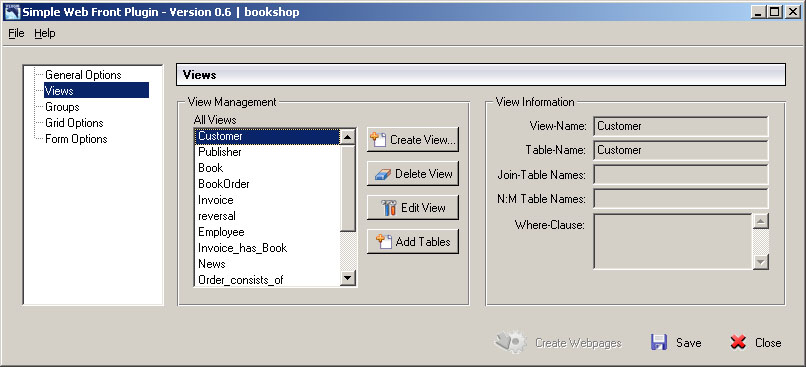 Simple Web Front Plugin - Version 0.6 | bookshop
File Help
General Options
Views
Groups
Grid Options
Form Options
Views
View Management
All Views
Customer
Publisher
Book
BookOrder
Invoice
reversal
Employee
Invoice_has_Book
News
Order_consists_of
Create View...
Delete View
Edit View
Add Tables
View Information
View-Name: Customer
Table-Name: Customer
Join-Table Names:
N:M Table Names:
Where-Clause:
Create Webpages
Save
Close